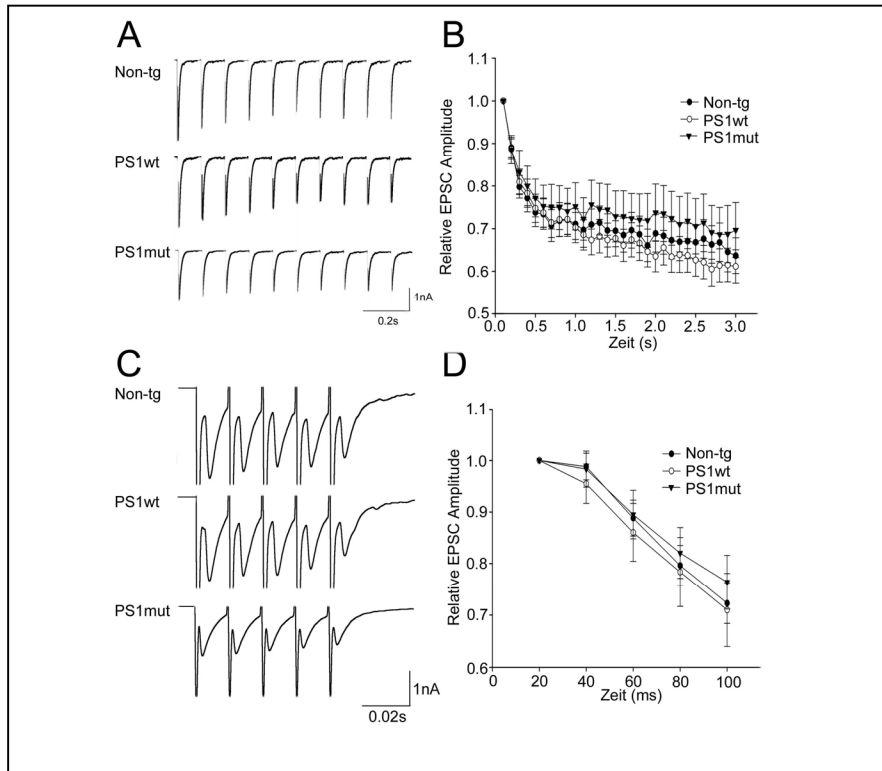 A
Non-tg
PS1wt
PS1mut
1nA
0.2s
B
1.1
1.0
0.9
0.8
0.7
0.6
0.5
Relative EPSC Amplitude
Non-tg
PS1wt
PS1mut
0.0 0.5 1.0 1.5 2.0 2.5 3.0
Zeit (s)
C
Non-tg
PS1wt
PS1mut
1nA
0.02s
D
1.1
1.0
0.9
0.8
0.7
0.6
Relative EPSC Amplitude
Non-tg
PS1wt
PS1mut
0 20 40 60 80 100
Zeit (ms)